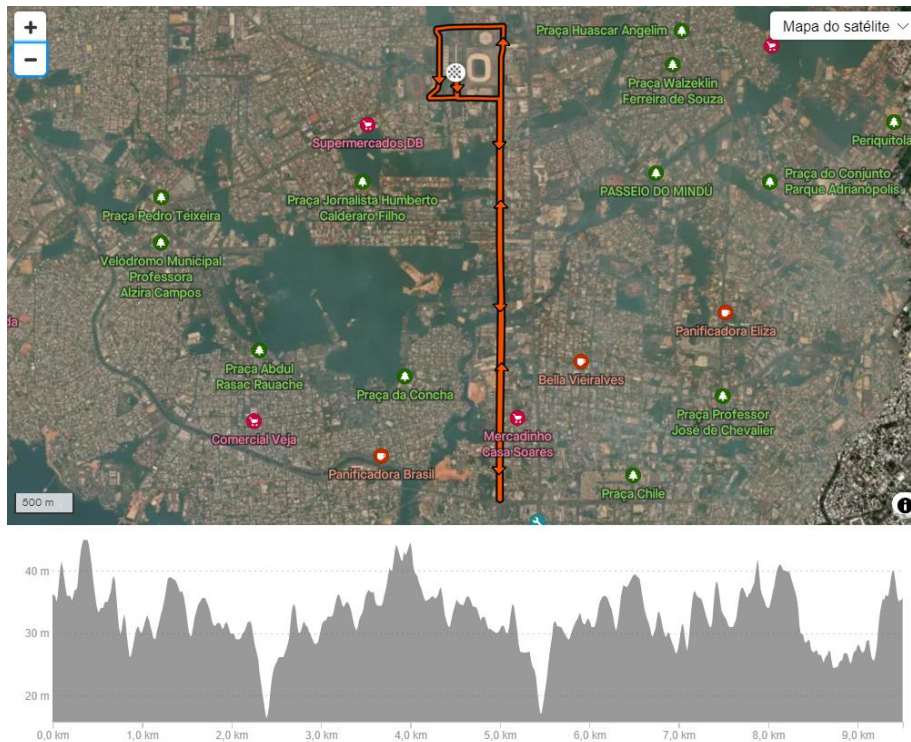 +
Praça Huascar Angelim
Mapa do satélite
−
Praça Walzeklin
Ferreira de Souza
Supermercados DB
Periquitolâ
PASSEIO DO MINDÚ
Praça do Conjunto
Parque Adrianópolis
Praça Jornalista Humberto
Calderaro Filho
Praça Pedro Teixeira
Velódromo Municipal
Professora
Alzira Campos
da
Panificadora Eliza
Praça Abdul
Rasac Rauache
Bella Vieiralves
Praça da Concha
Praça Professor
José de Chevalier
Comercial Veja
Mercadinho
Casa Soares
Panificadora Brasil
Praça Chile
500 m
i
40 m
30 m
20 m
0,0 km
1,0 km
2,0 km
3,0 km
4,0 km
5,0 km
6,0 km
7,0 km
8,0 km
9,0 km